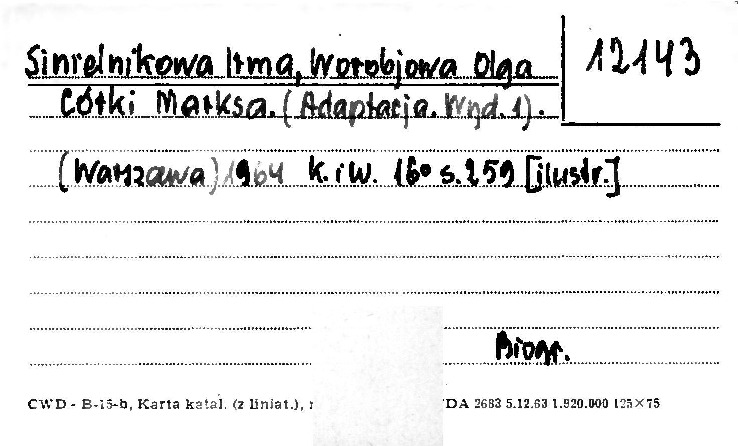 Sinielnikowa Irma, Worobjowa Olga
12143
Córki Marksa. (Adaptacja. Wyd. 1).
(Warszawa) 1964 K. i W. 16° s. 259 [ilustr.]
Biogr.
CWD - B-15-b, Karta katal. (z liniat.), DA 2683 5.12.63 1.920.000 125×75